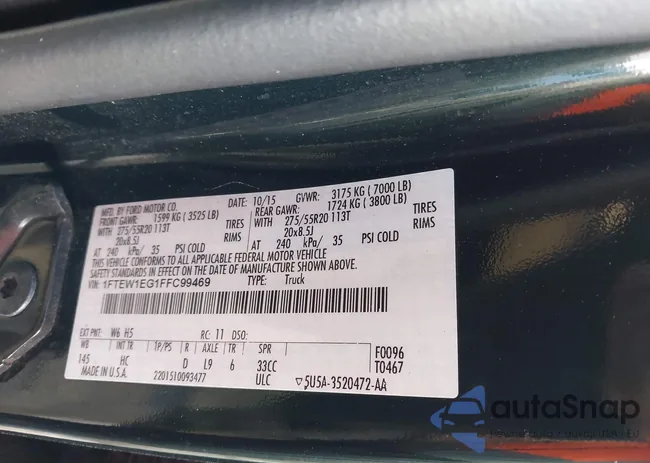 MFD. BY FORD MOTOR CO. DATE: 10/15 GVWR: 3175 KG ( 7000 LB)
FRONT GAWR: 1599 KG ( 3525 LB) REAR GAWR: 1724 KG ( 3800 LB)
WITH 275/55R20 113T TIRES WITH 275/55R20 113T TIRES
20x8.5J RIMS 20x8.5J RIMS
AT 240 kPa/ 35 PSI COLD AT 240 kPa/ 35 PSI COLD
THIS VEHICLE CONFORMS TO ALL APPLICABLE FEDERAL MOTOR VEHICLE
SAFETY STANDARDS IN EFFECT ON THE DATE OF MANUFACTURE SHOWN ABOVE.
VIN: 1FTEW1EG1FFC99469 TYPE: Truck
EXT PNT: W6 H5 RC: 11 DSO:
WB INT TR TP/PS R AXLE TR SPR F0096
145 HC D L9 6 33CC T0467
MADE IN U.S.A. 2201510093477 ULC ▽5U5A-3520472-AA
autoSnap